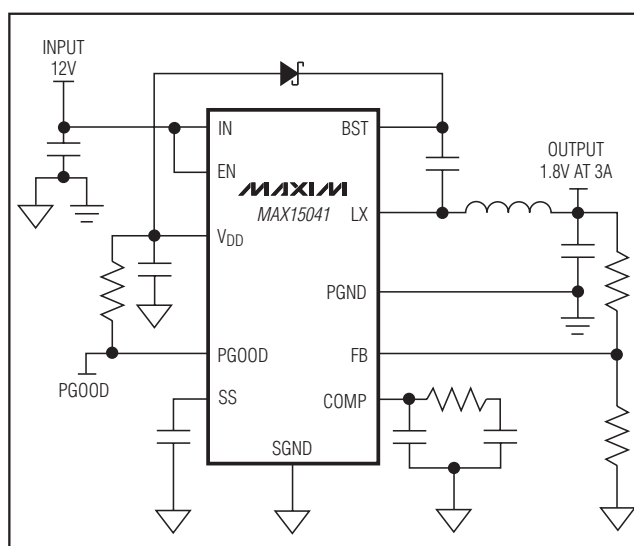 INPUT
12V
IN
EN
VDD
PGOOD
PGOOD
SS
SGND
MAXIM
MAX15041
BST
LX
PGND
FB
COMP
OUTPUT
1.8V AT 3A